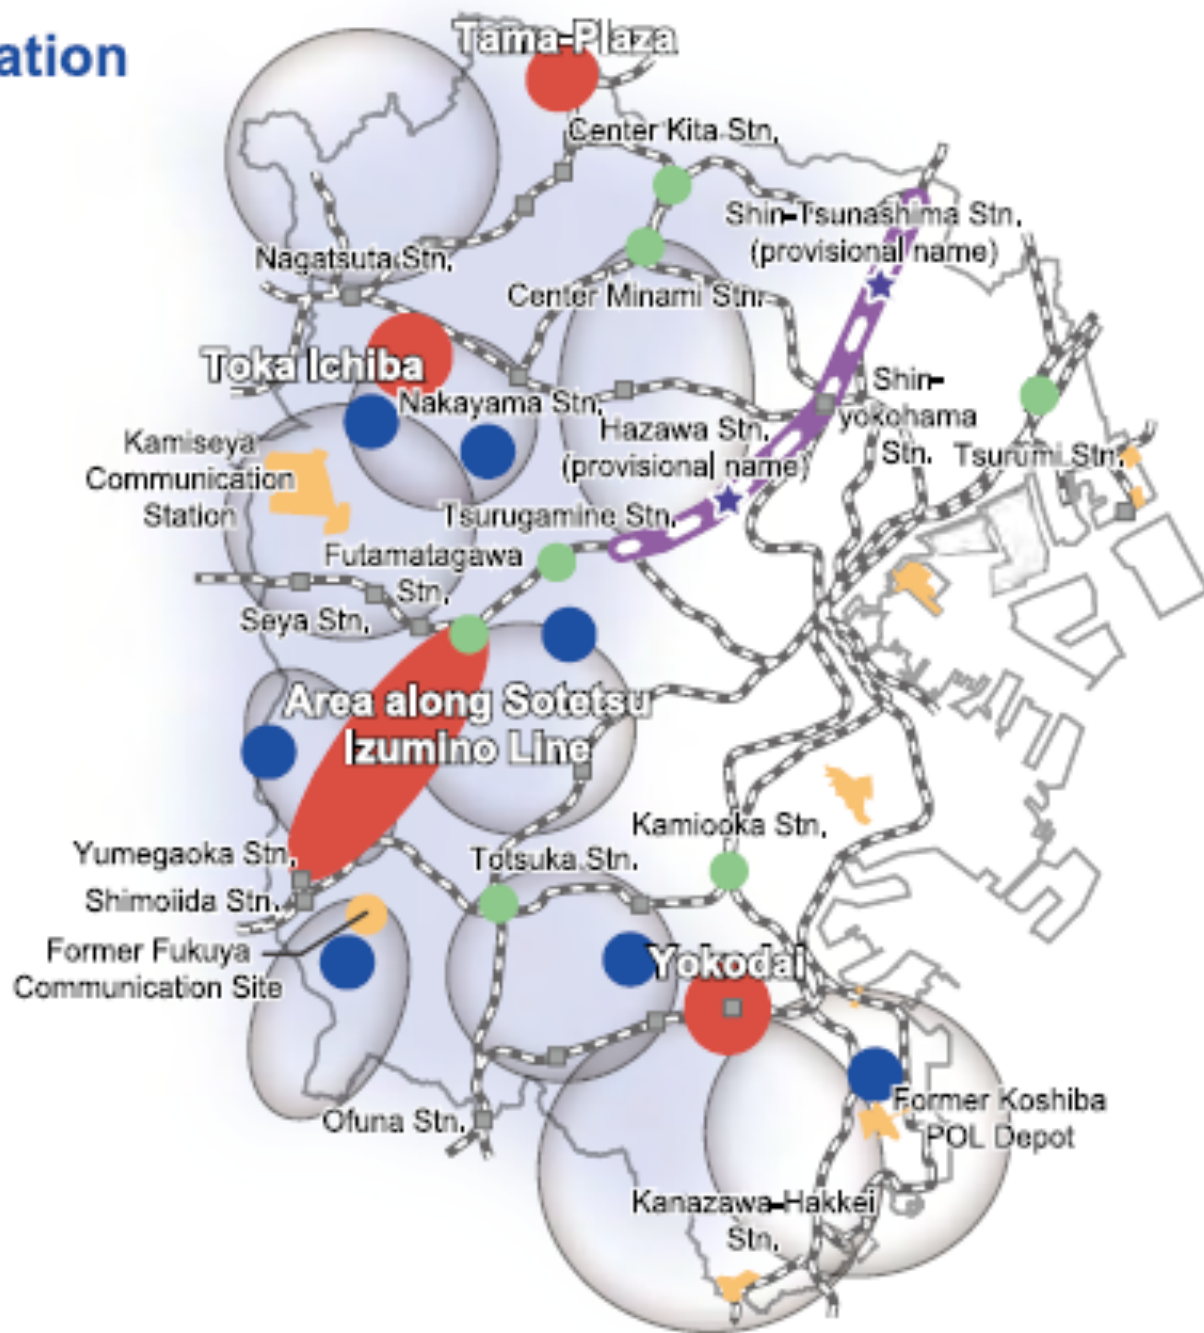 ation
Tama-Plaza
Center Kita Stn.
Shin-Tsunashima Stn.
(provisional name)
Nagatsuta Stn.
Center Minami Stn.
Toka Ichiba
Nakayama Stn.
Shin-
yokohama
Stn.
Hazawa Stn.
(provisional name)
Tsurumi Stn.
Kamiseya
Communication
Station
Tsurugamine Stn.
Futamatagawa
Stn.
Seya Stn.
Area along Sotetsu
Izumino Line
Kamiooka Stn.
Yumegaoka Stn.
Totsuka Stn.
Shimoiida Stn.
Former Fukuya
Communication Site
Yokodai
Ofuna Stn.
Former Koshiba
POL Depot
Kanazawa-Hakkei
Stn.